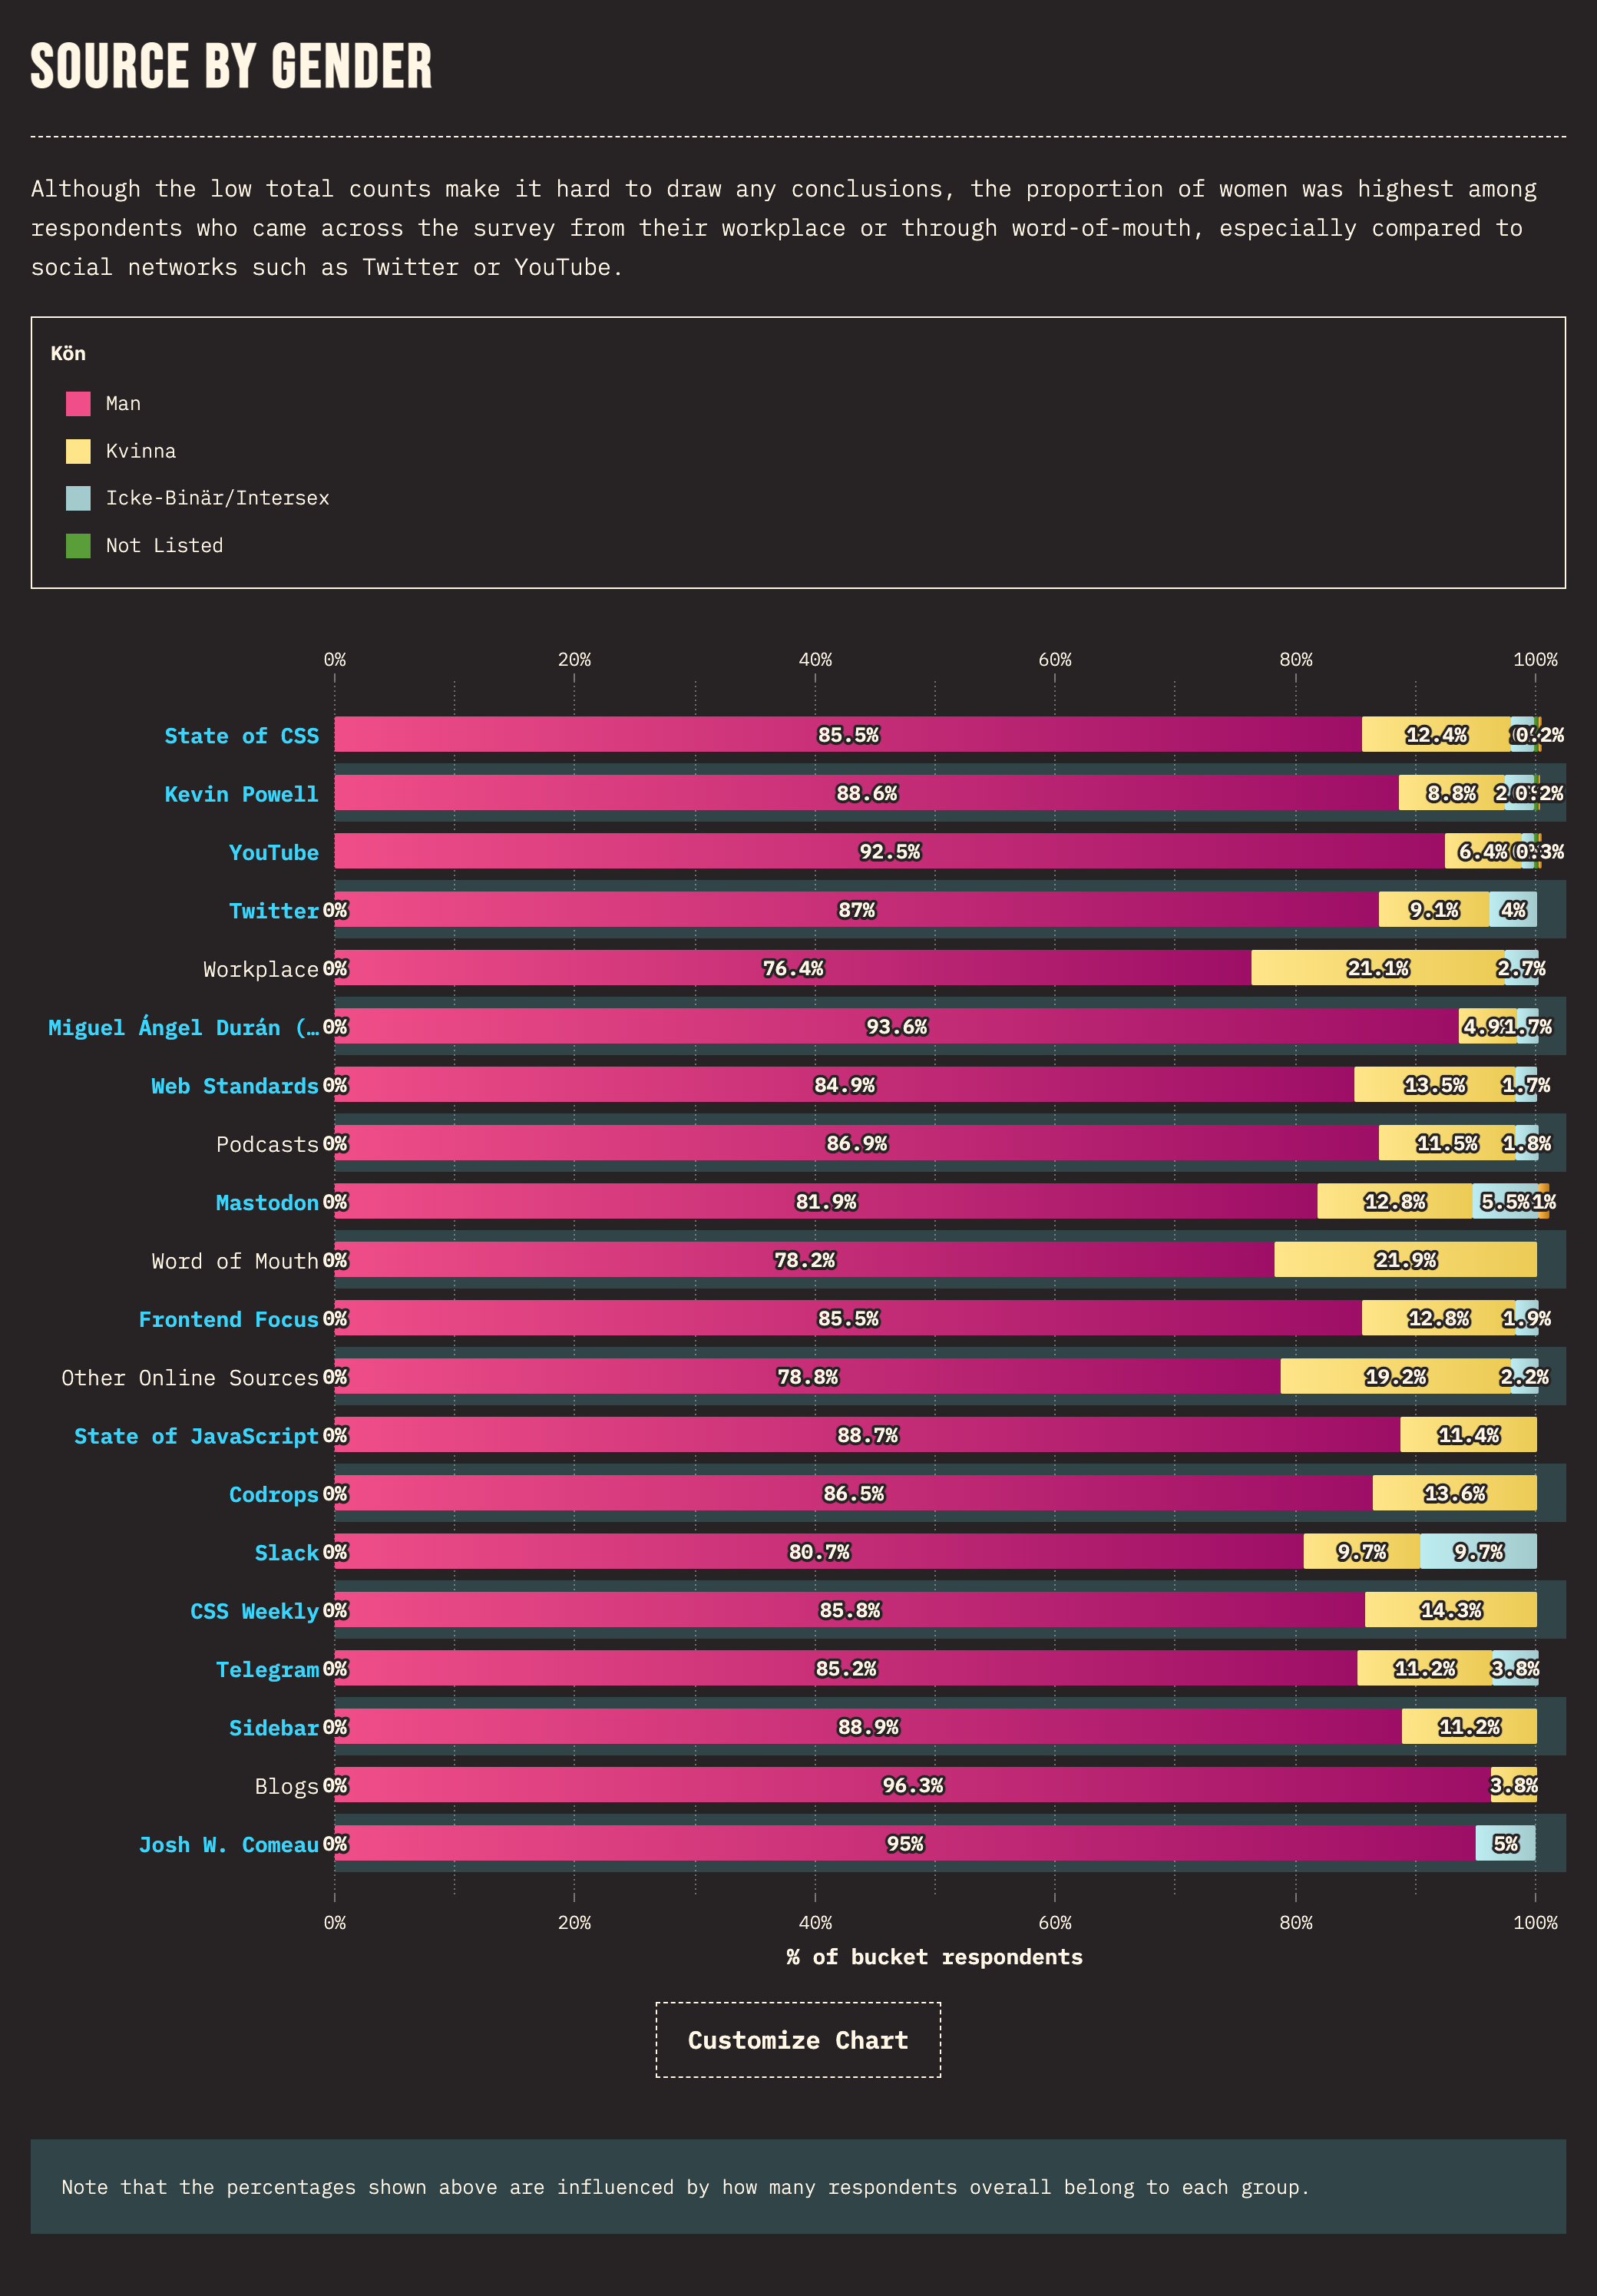 SOURCE BY GENDER
Although the low total counts make it hard to draw any conclusions, the proportion of women was highest among
respondents who came across the survey from their workplace or through word-of-mouth, especially compared to
social networks such as Twitter or YouTube.
Kön
Man
Kvinna
Icke-Binär/Intersex
Not Listed
0% 20% 40% 60% 80% 100%
State of CSS 85.5% 12.4% 0.2%
Kevin Powell 88.6% 8.8% 0.2%
YouTube 92.5% 6.4% 0.3%
Twitter 0% 87% 9.1% 4%
Workplace 0% 76.4% 21.1% 2.7%
Miguel Ángel Durán (… 0% 93.6% 4.9% 1.7%
Web Standards 0% 84.9% 13.5% 1.7%
Podcasts 0% 86.9% 11.5% 1.8%
Mastodon 0% 81.9% 12.8% 5.5% 1%
Word of Mouth 0% 78.2% 21.9%
Frontend Focus 0% 85.5% 12.8% 1.9%
Other Online Sources 0% 78.8% 19.2% 2.2%
State of JavaScript 0% 88.7% 11.4%
Codrops 0% 86.5% 13.6%
Slack 0% 80.7% 9.7% 9.7%
CSS Weekly 0% 85.8% 14.3%
Telegram 0% 85.2% 11.2% 3.8%
Sidebar 0% 88.9% 11.2%
Blogs 0% 96.3% 3.8%
Josh W. Comeau 0% 95% 5%
0% 20% 40% 60% 80% 100%
% of bucket respondents
Customize Chart
Note that the percentages shown above are influenced by how many respondents overall belong to each group.